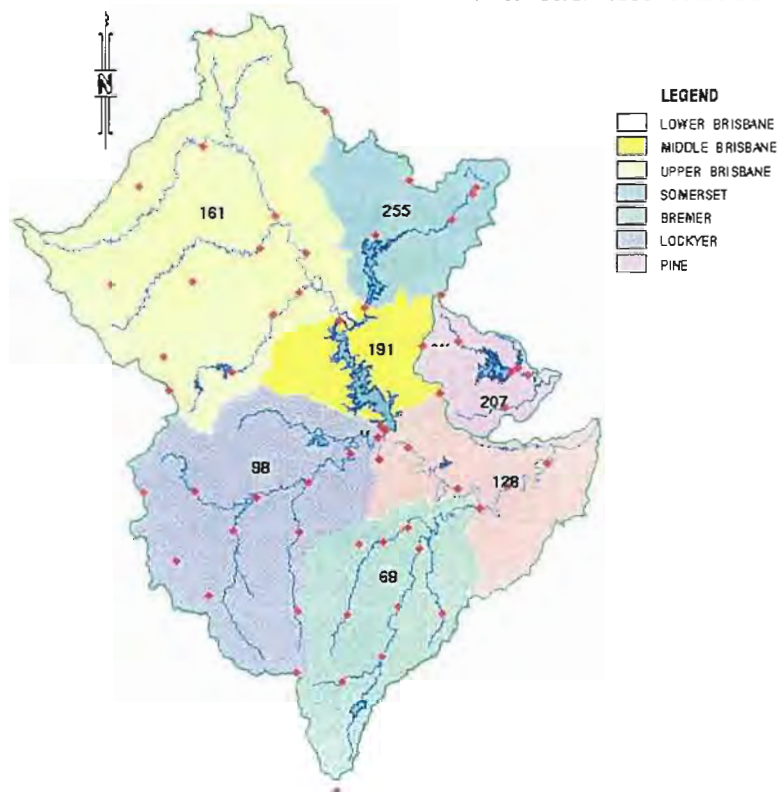 N
LEGEND
LOWER BRISBANE
MIDDLE BRISBANE
UPPER BRISBANE
SOMERSET
BREMER
LOCKYER
PINE
161
255
191
207
98
128
68